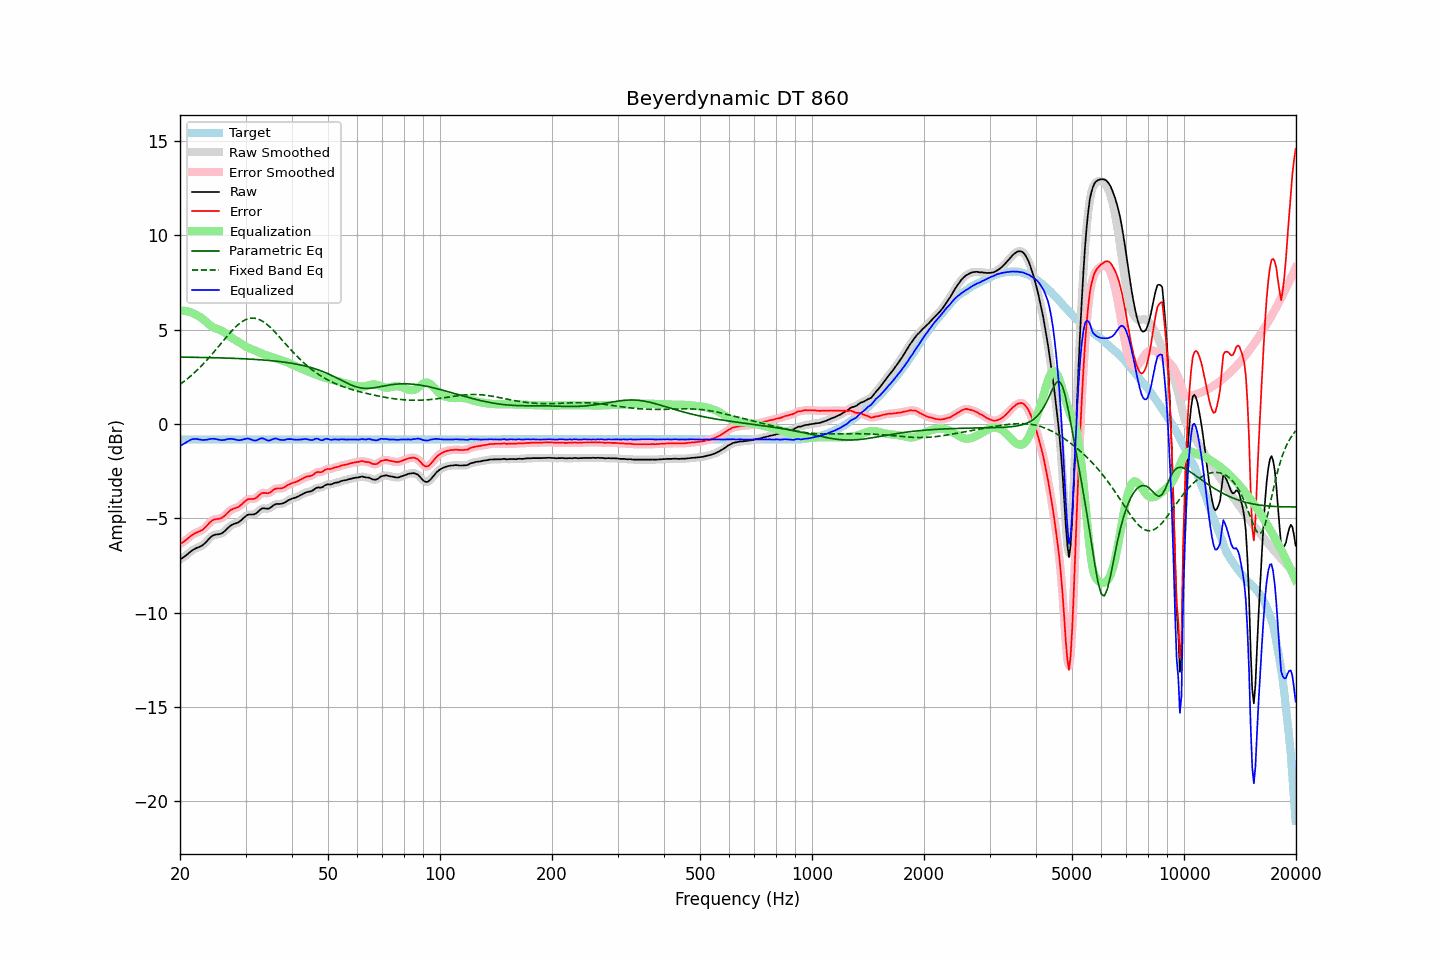 Beyerdynamic DT 860
Target
Raw Smoothed
Error Smoothed
Raw
Error
Equalization
Parametric Eq
Fixed Band Eq
Equalized
Amplitude (dBr)
15
10
5
0
−5
−10
−15
−20
20
50
100
200
500
1000
2000
5000
10000
20000
Frequency (Hz)